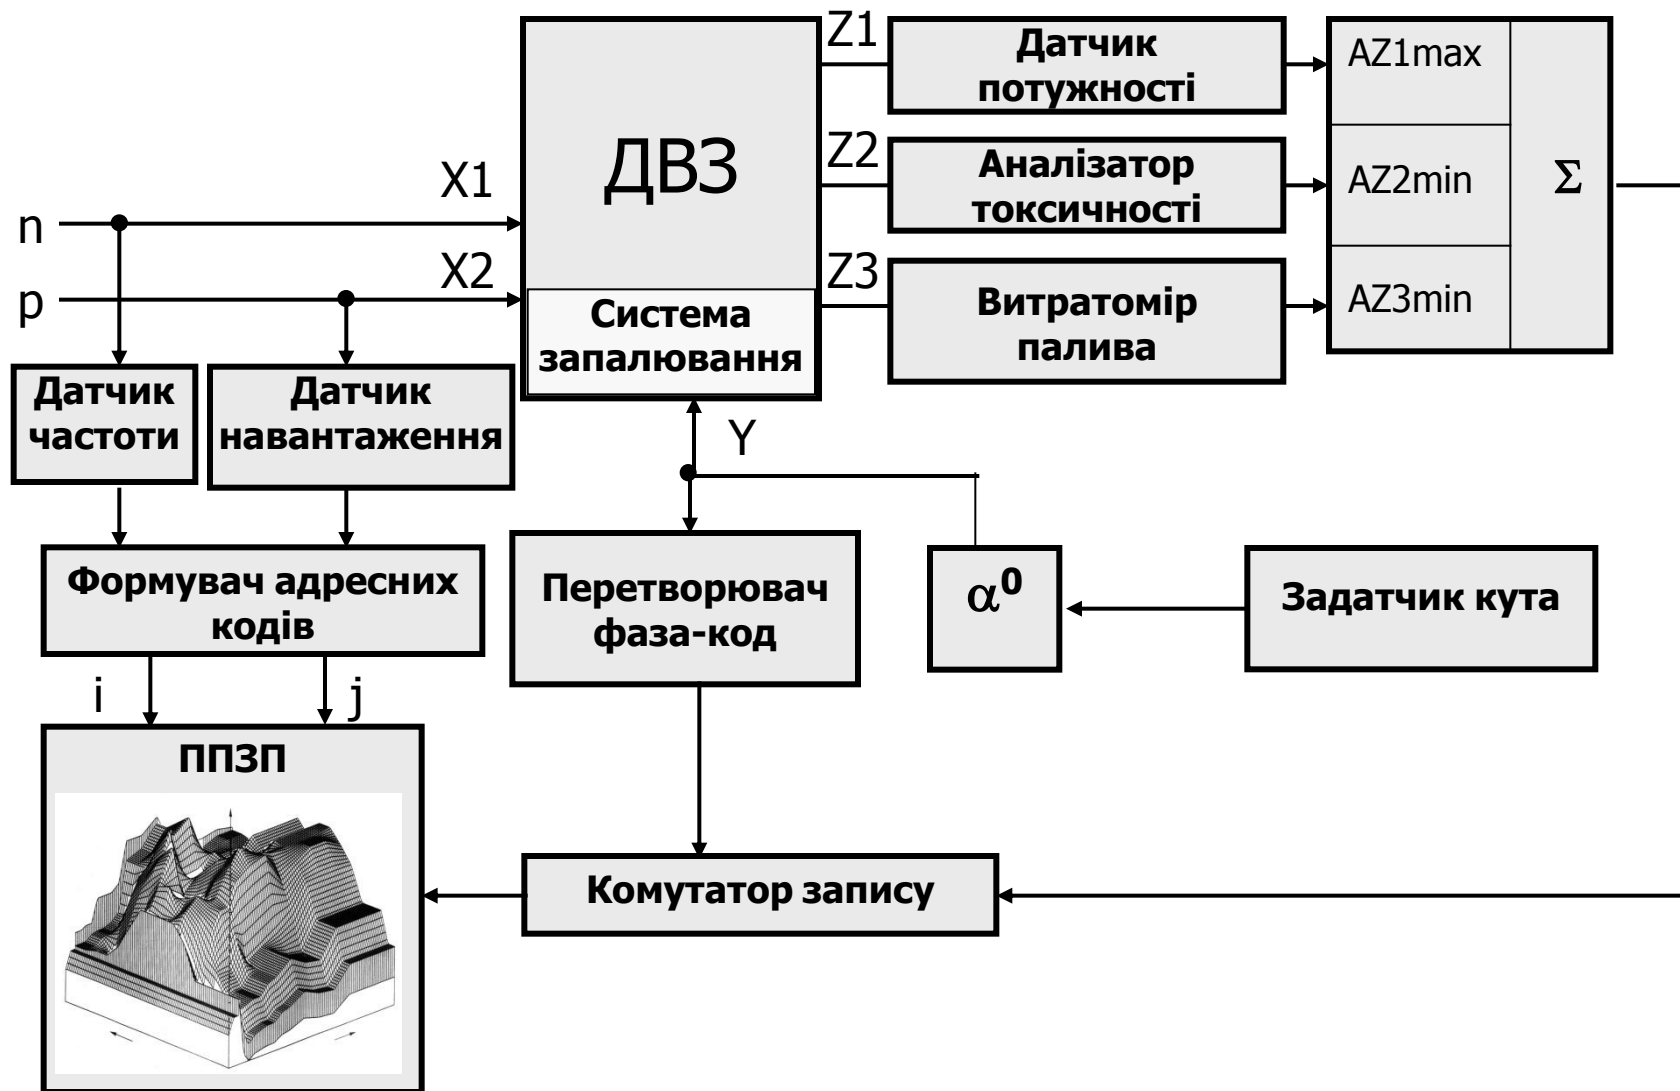 Z1
Датчик
потужності
AZ1max
ДВЗ
Z2
Аналізатор
токсичності
AZ2min
Σ
X1
n
X2
p
Z3
Витратомір
палива
AZ3min
Система
запалювання
Датчик
частоти
Датчик
навантаження
Y
Формувач адресних
кодів
Перетворювач
фаза-код
α⁰
Задатчик кута
i
j
ППЗП
Комутатор запису